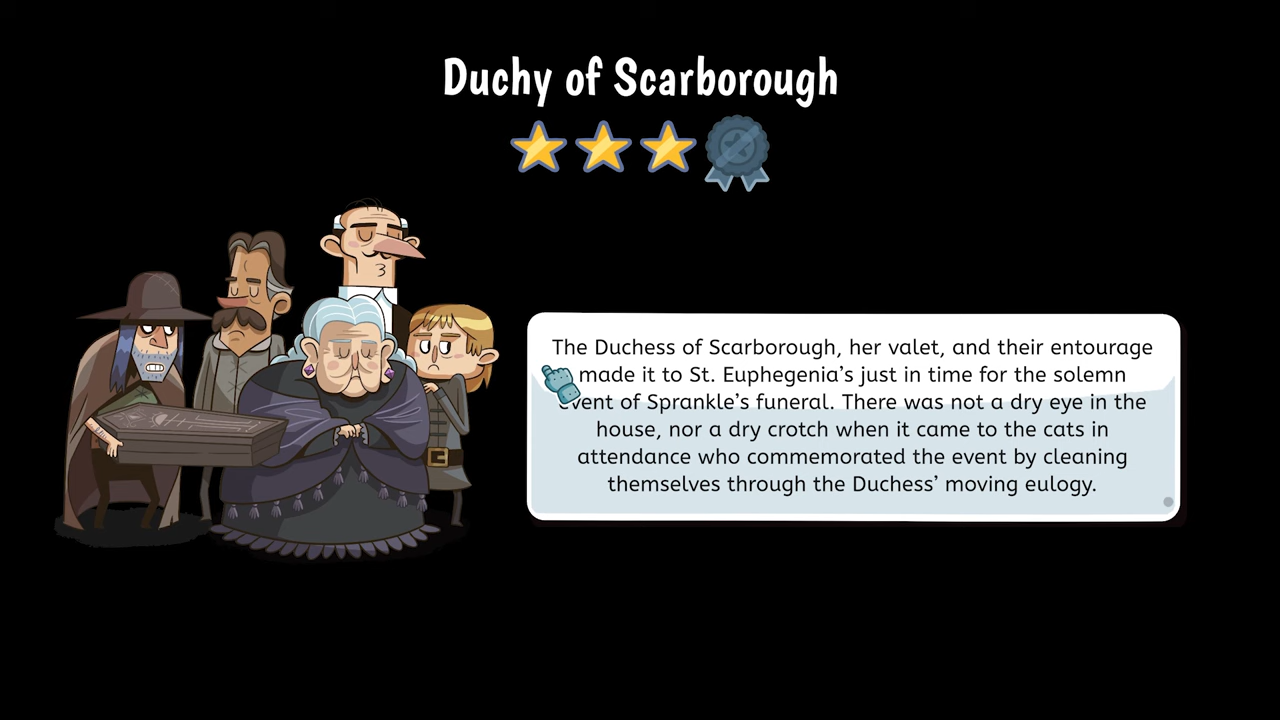 Duchy of Scarborough
The Duchess of Scarborough, her valet, and their entourage
made it to St. Euphegenia’s just in time for the solemn
event of Sprankle’s funeral. There was not a dry eye in the
house, nor a dry crotch when it came to the cats in
attendance who commemorated the event by cleaning
themselves through the Duchess’ moving eulogy.